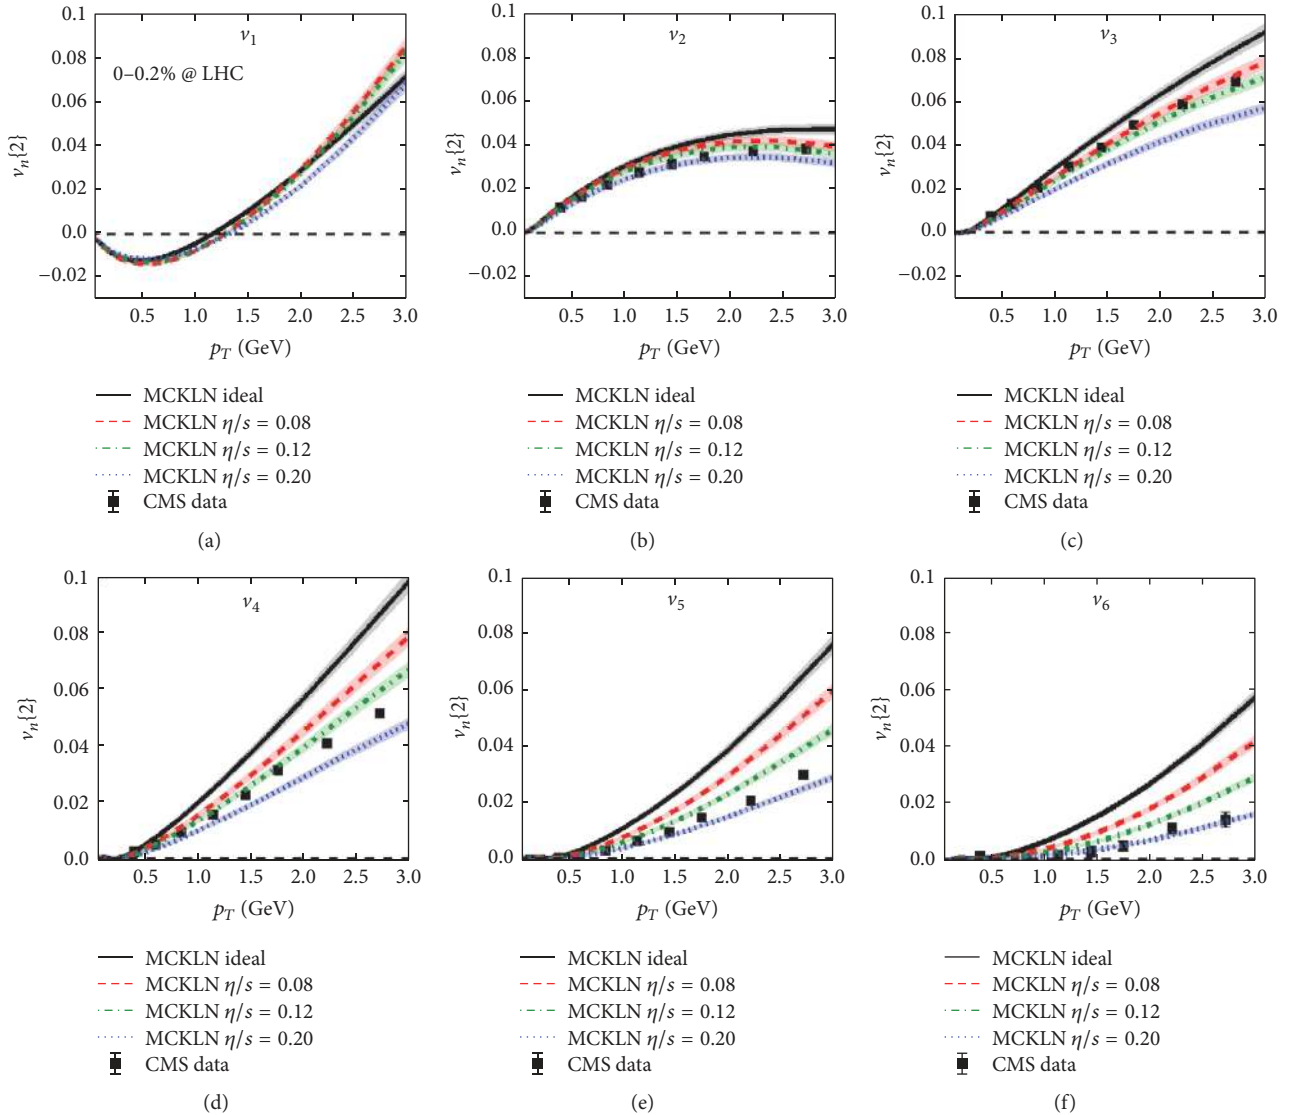 0.1
0.08
0.06
0.04
0.02
0.0
−0.02
v₁
0–0.2% @ LHC
vₙ{2}
0.5 1.0 1.5 2.0 2.5 3.0
p_T (GeV)
MCKLN ideal
MCKLN η/s = 0.08
MCKLN η/s = 0.12
MCKLN η/s = 0.20
CMS data
(a)
0.1
0.08
0.06
0.04
0.02
0.0
−0.02
v₂
vₙ{2}
0.5 1.0 1.5 2.0 2.5 3.0
p_T (GeV)
MCKLN ideal
MCKLN η/s = 0.08
MCKLN η/s = 0.12
MCKLN η/s = 0.20
CMS data
(b)
0.1
0.08
0.06
0.04
0.02
0.0
−0.02
v₃
vₙ{2}
0.5 1.0 1.5 2.0 2.5 3.0
p_T (GeV)
MCKLN ideal
MCKLN η/s = 0.08
MCKLN η/s = 0.12
MCKLN η/s = 0.20
CMS data
(c)
0.1
0.08
0.06
0.04
0.02
0.0
v₄
vₙ{2}
0.5 1.0 1.5 2.0 2.5 3.0
p_T (GeV)
MCKLN ideal
MCKLN η/s = 0.08
MCKLN η/s = 0.12
MCKLN η/s = 0.20
CMS data
(d)
0.1
0.08
0.06
0.04
0.02
0.0
v₅
vₙ{2}
0.5 1.0 1.5 2.0 2.5 3.0
p_T (GeV)
MCKLN ideal
MCKLN η/s = 0.08
MCKLN η/s = 0.12
MCKLN η/s = 0.20
CMS data
(e)
0.1
0.08
0.06
0.04
0.02
0.0
v₆
vₙ{2}
0.5 1.0 1.5 2.0 2.5 3.0
p_T (GeV)
MCKLN ideal
MCKLN η/s = 0.08
MCKLN η/s = 0.12
MCKLN η/s = 0.20
CMS data
(f)